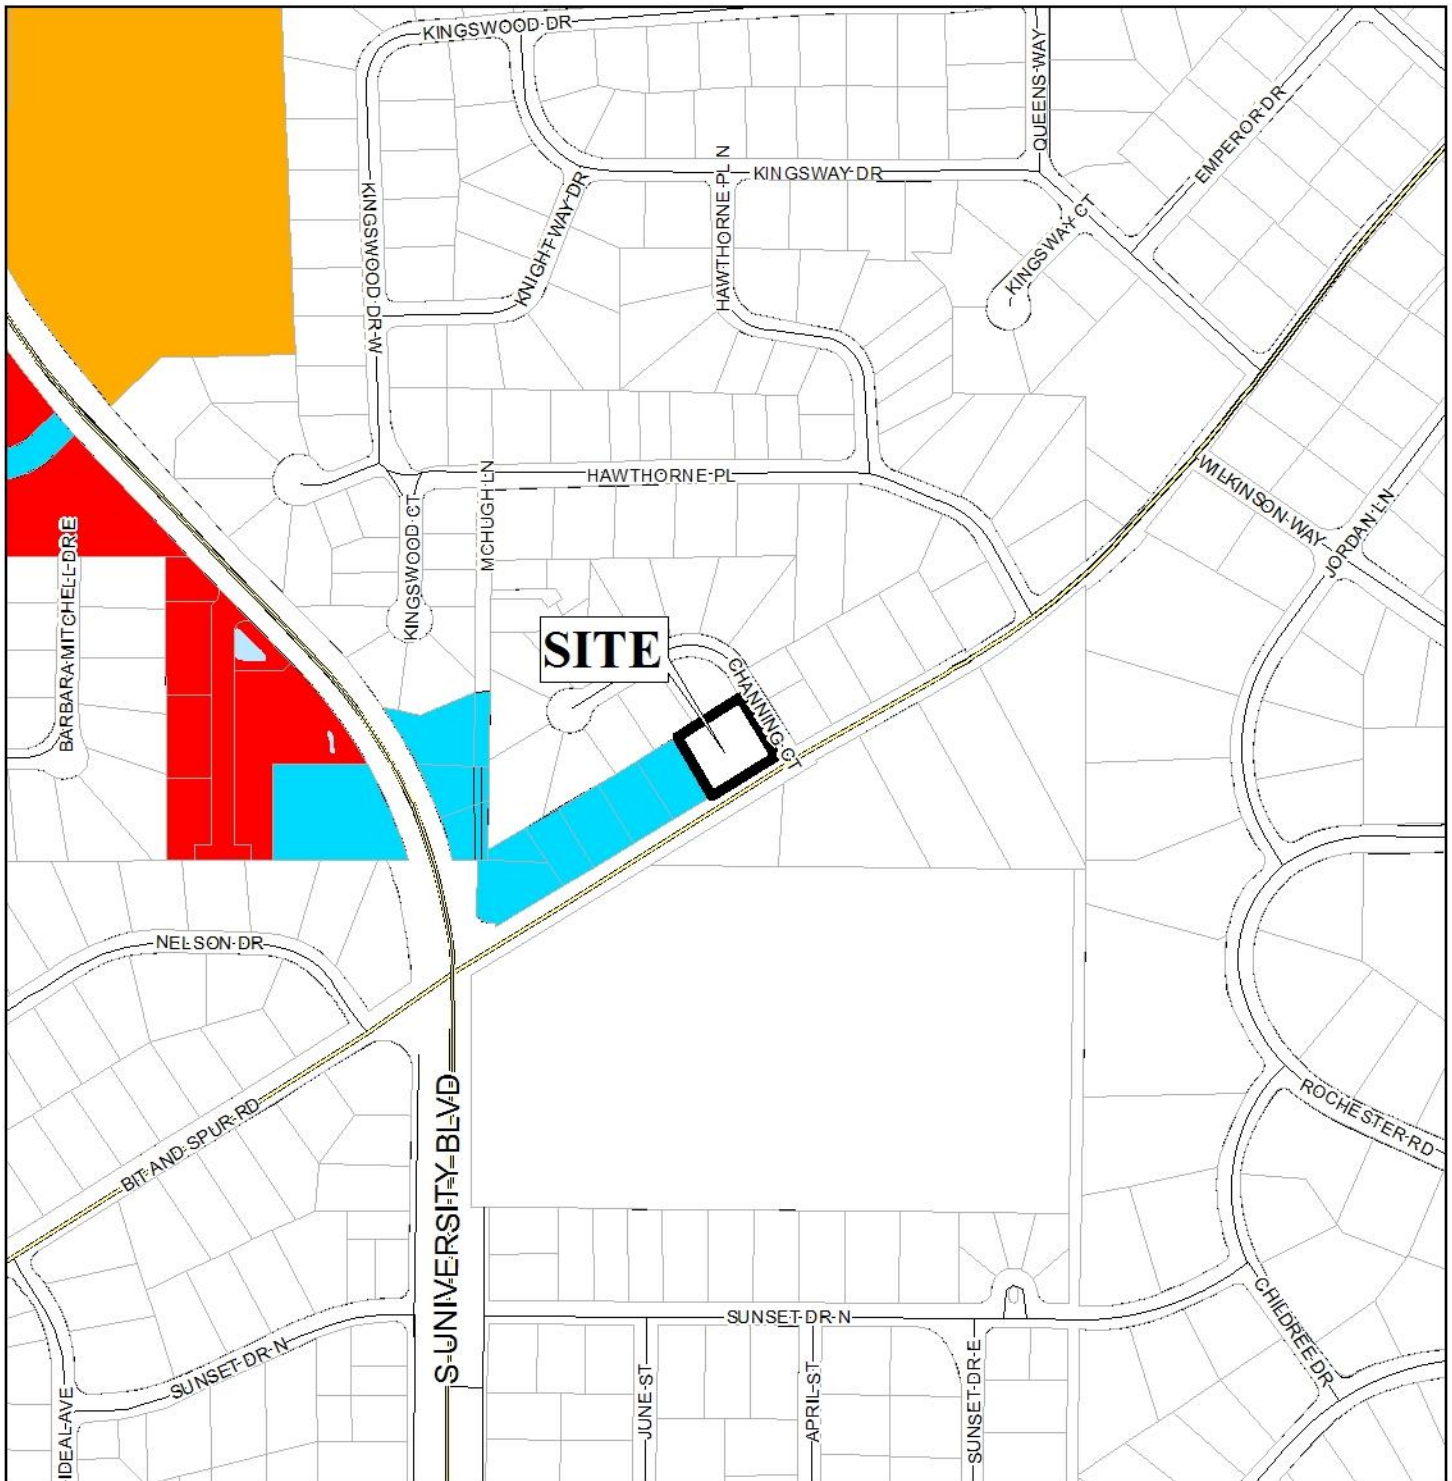 KINGSWOOD DR
QUEENS WAY
EMPEROR DR
KINGSWAY DR
HAWTHORNE PL N
KNIGHT WAY DR
KINGSWOOD DR W
KINGSWAY CT
HAWTHORNE PL
MCHUGH LN
KINGSWOOD CT
WILKINSON WAY
JORDAN LN
BARBARA MITCHELL DR E
SITE
CHANNING CT
NELSON DR
BIT AND SPUR RD
S UNIVERSITY BLVD
ROCHESTER RD
SUNSET DR N
SUNSET DR N
CHILDREE DR
IDEAL AVE
JUNE ST
APRIL ST
SUNSET DR E